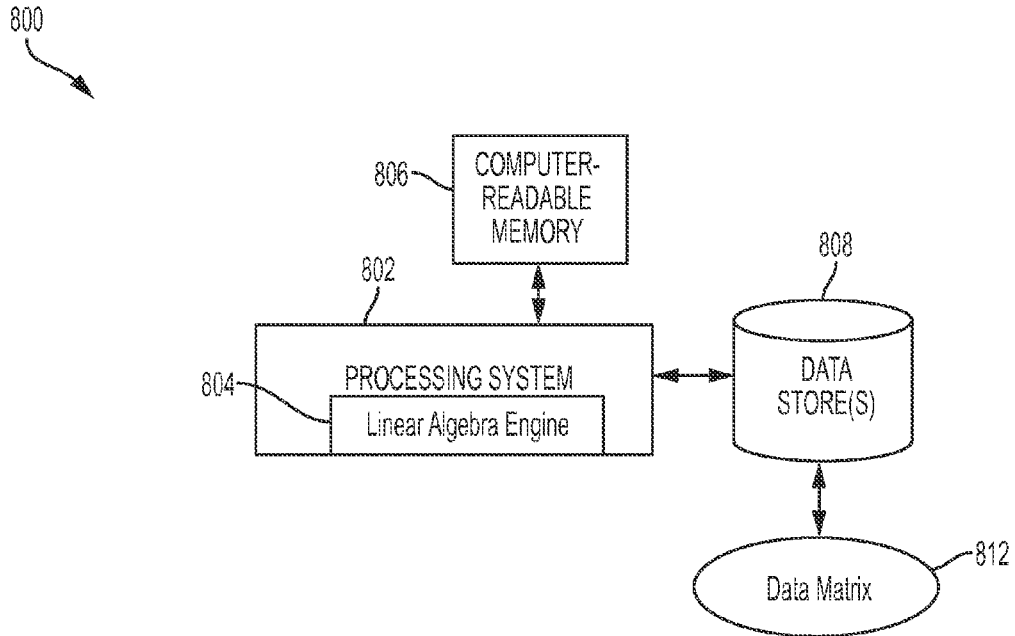 800
806
COMPUTER-
READABLE
MEMORY
802
808
PROCESSING SYSTEM
804
Linear Algebra Engine
DATA
STORE(S)
812
Data Matrix